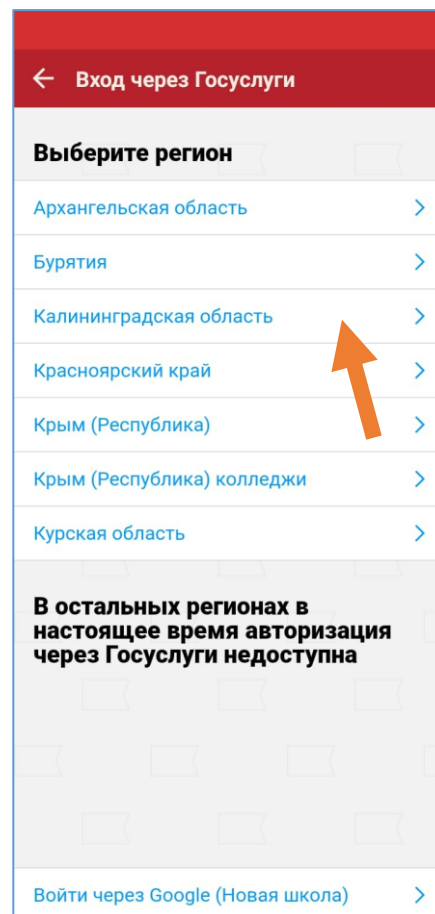 Вход через Госуслуги
Выберите регион
Архангельская область
Бурятия
Калининградская область
Красноярский край
Крым (Республика)
Крым (Республика) колледжи
Курская область
В остальных регионах в
настоящее время авторизация
через Госуслуги недоступна
Войти через Google (Новая школа)